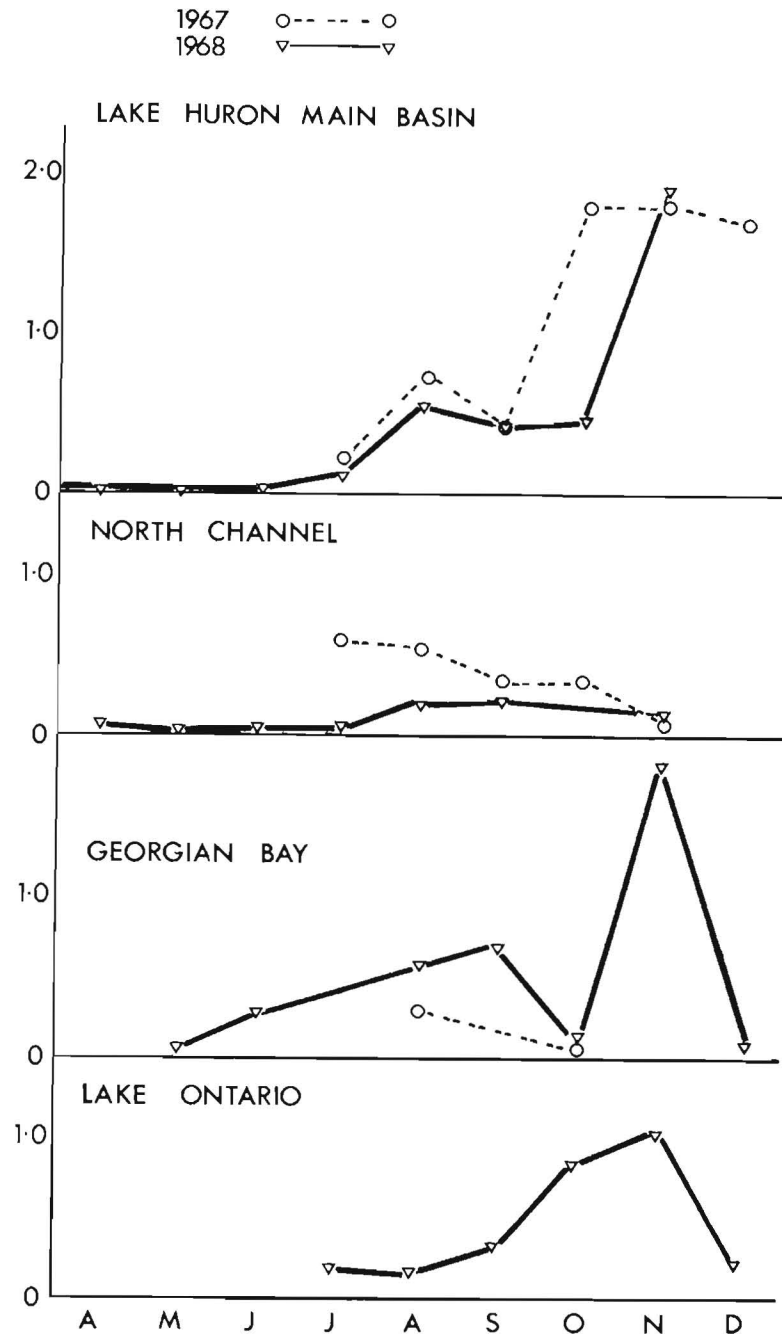 1967
1968
LAKE HURON MAIN BASIN
2·0
1·0
0
NORTH CHANNEL
1·0
0
GEORGIAN BAY
1·0
0
LAKE ONTARIO
1·0
0
A M J J A S O N D